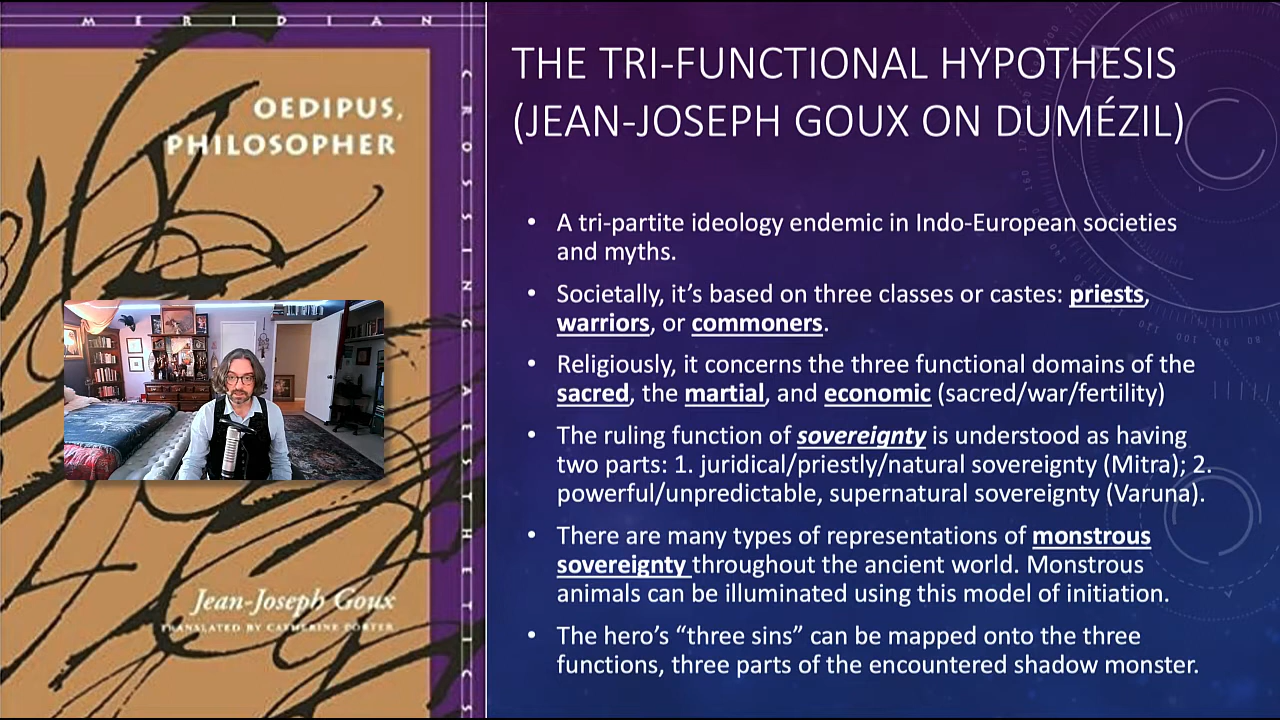 MERIDIAN
CROSSING AESTHETICS
OEDIPUS,
PHILOSOPHER
Jean-Joseph Goux
TRANSLATED BY CATHERINE PORTER
THE TRI-FUNCTIONAL HYPOTHESIS
(JEAN-JOSEPH GOUX ON DUMÉZIL)
• A tri-partite ideology endemic in Indo-European societies
and myths.
• Societally, it’s based on three classes or castes: priests,
warriors, or commoners.
• Religiously, it concerns the three functional domains of the
sacred, the martial, and economic (sacred/war/fertility)
• The ruling function of sovereignty is understood as having
two parts: 1. juridical/priestly/natural sovereignty (Mitra); 2.
powerful/unpredictable, supernatural sovereignty (Varuna).
• There are many types of representations of monstrous
sovereignty throughout the ancient world. Monstrous
animals can be illuminated using this model of initiation.
• The hero’s “three sins” can be mapped onto the three
functions, three parts of the encountered shadow monster.